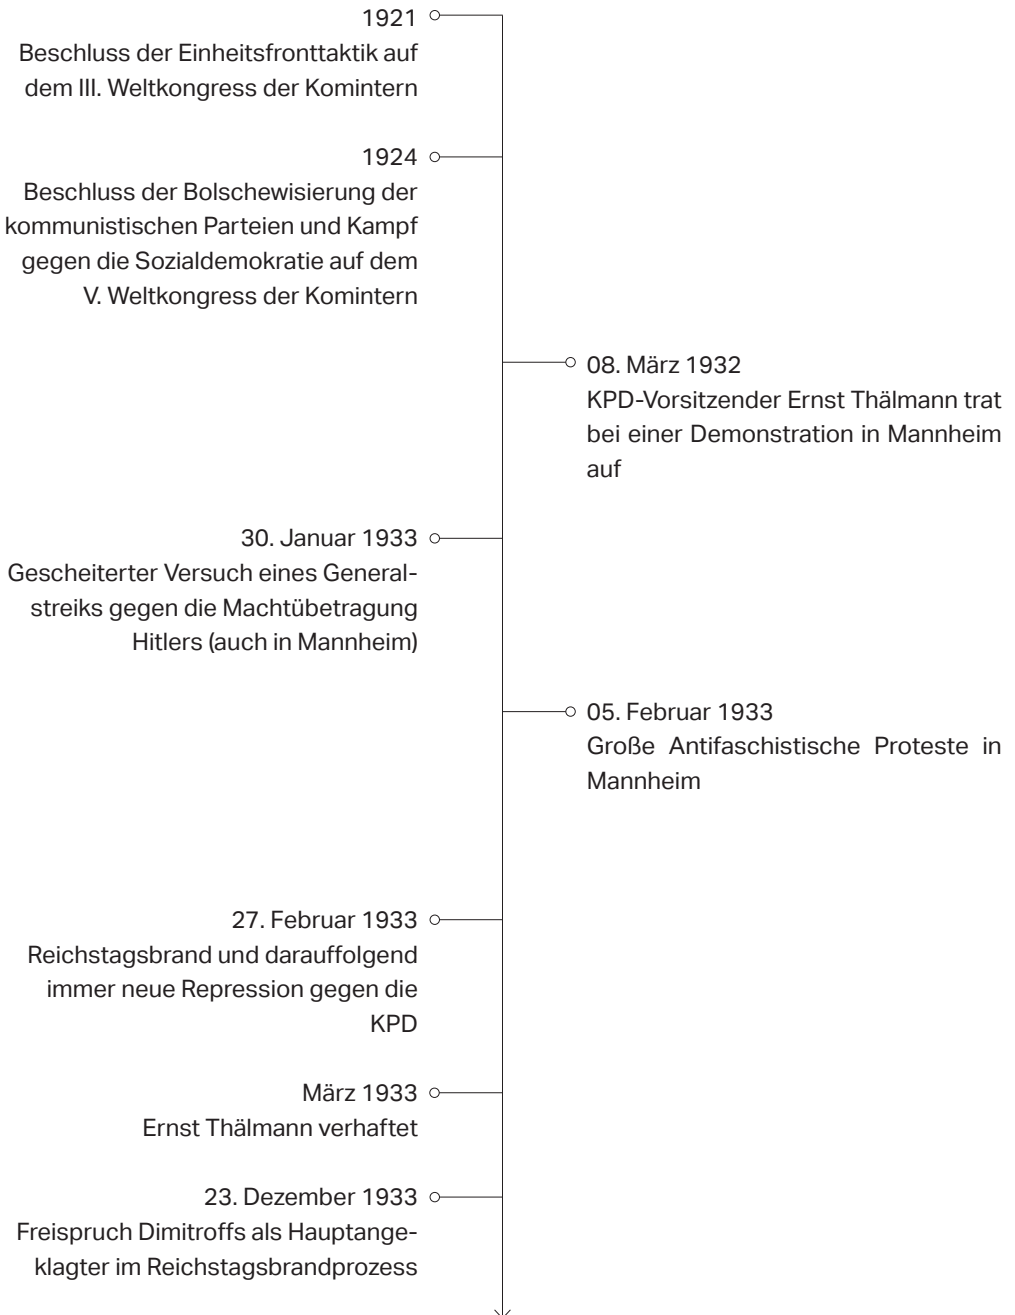 1921
Beschluss der Einheitsfronttaktik auf
dem III. Weltkongress der Komintern
1924
Beschluss der Bolschewisierung der
kommunistischen Parteien und Kampf
gegen die Sozialdemokratie auf dem
V. Weltkongress der Komintern
08. März 1932
KPD-Vorsitzender Ernst Thälmann trat
bei einer Demonstration in Mannheim
auf
30. Januar 1933
Gescheiterter Versuch eines General-
streiks gegen die Machtübetragung
Hitlers (auch in Mannheim)
05. Februar 1933
Große Antifaschistische Proteste in
Mannheim
27. Februar 1933
Reichstagsbrand und darauffolgend
immer neue Repression gegen die
KPD
März 1933
Ernst Thälmann verhaftet
23. Dezember 1933
Freispruch Dimitroffs als Hauptange-
klagter im Reichstagsbrandprozess